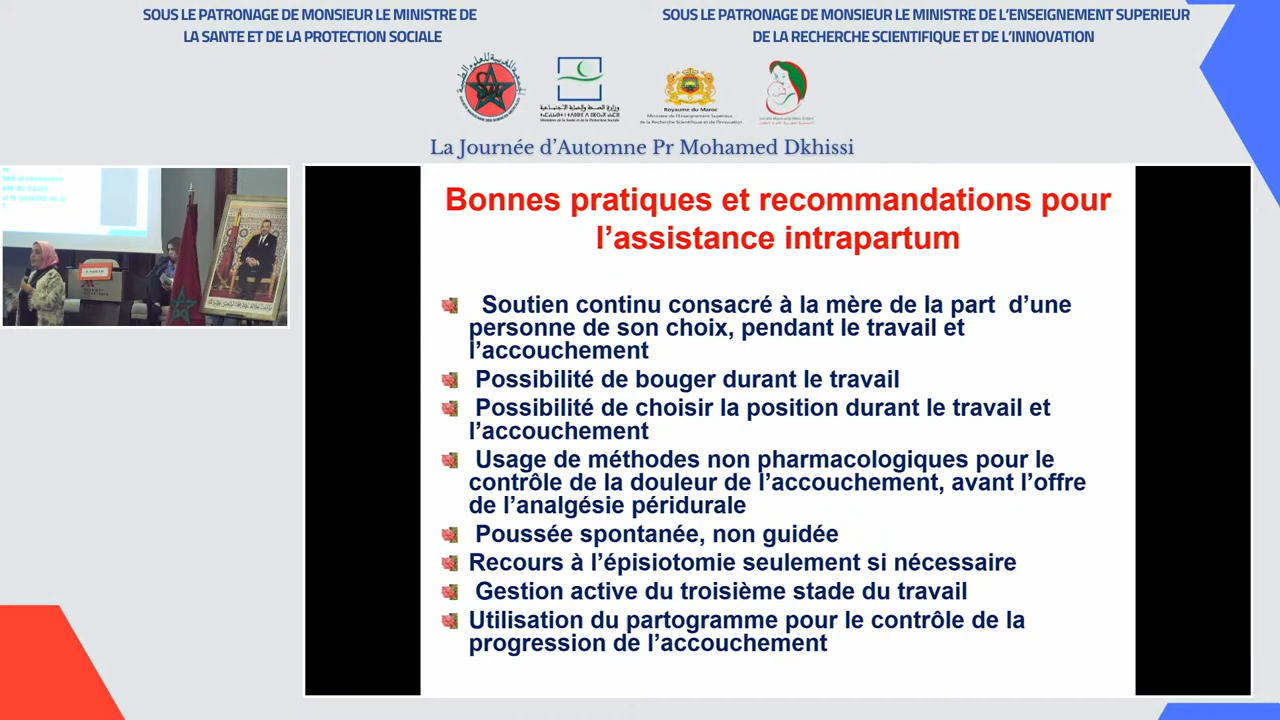 SOUS LE PATRONAGE DE MONSIEUR LE MINISTRE DE
LA SANTE ET DE LA PROTECTION SOCIALE
SOUS LE PATRONAGE DE MONSIEUR LE MINISTRE DE L'ENSEIGNEMENT SUPERIEUR
DE LA RECHERCHE SCIENTIFIQUE ET DE L'INNOVATION
Royaume du Maroc
La Journée d'Automne Pr Mohamed Dkhissi
Bonnes pratiques et recommandations pour
l'assistance intrapartum
Soutien continu consacré à la mère de la part d'une
personne de son choix, pendant le travail et
l'accouchement
Possibilité de bouger durant le travail
Possibilité de choisir la position durant le travail et
l'accouchement
Usage de méthodes non pharmacologiques pour le
contrôle de la douleur de l'accouchement, avant l'offre
de l'analgésie péridurale
Poussée spontanée, non guidée
Recours à l'épisiotomie seulement si nécessaire
Gestion active du troisième stade du travail
Utilisation du partogramme pour le contrôle de la
progression de l'accouchement